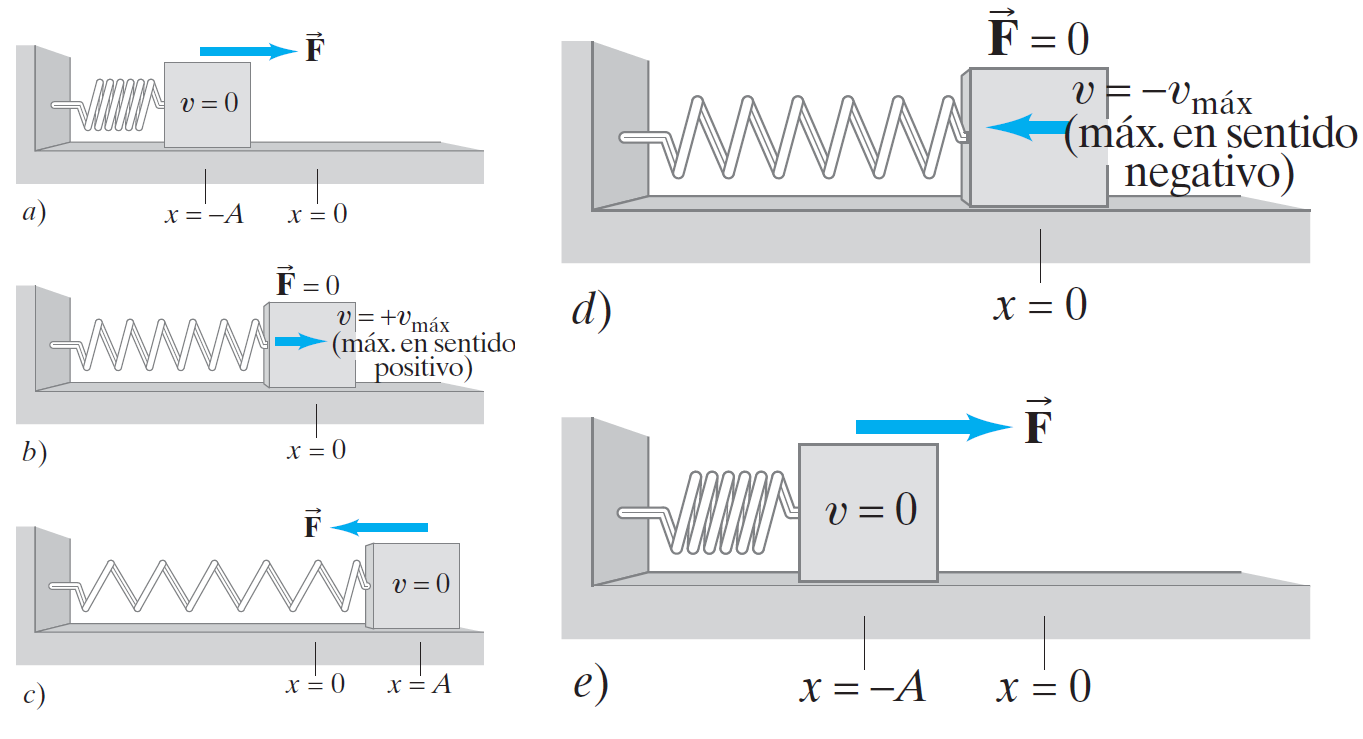 F⃗
v = 0
x = −A x = 0
a)
F⃗ = 0
v = +vmáx
(máx. en sentido
positivo)
x = 0
b)
F⃗
v = 0
x = 0 x = A
c)
F⃗ = 0
v = −vmáx
(máx. en sentido
negativo)
x = 0
d)
F⃗
v = 0
x = −A x = 0
e)